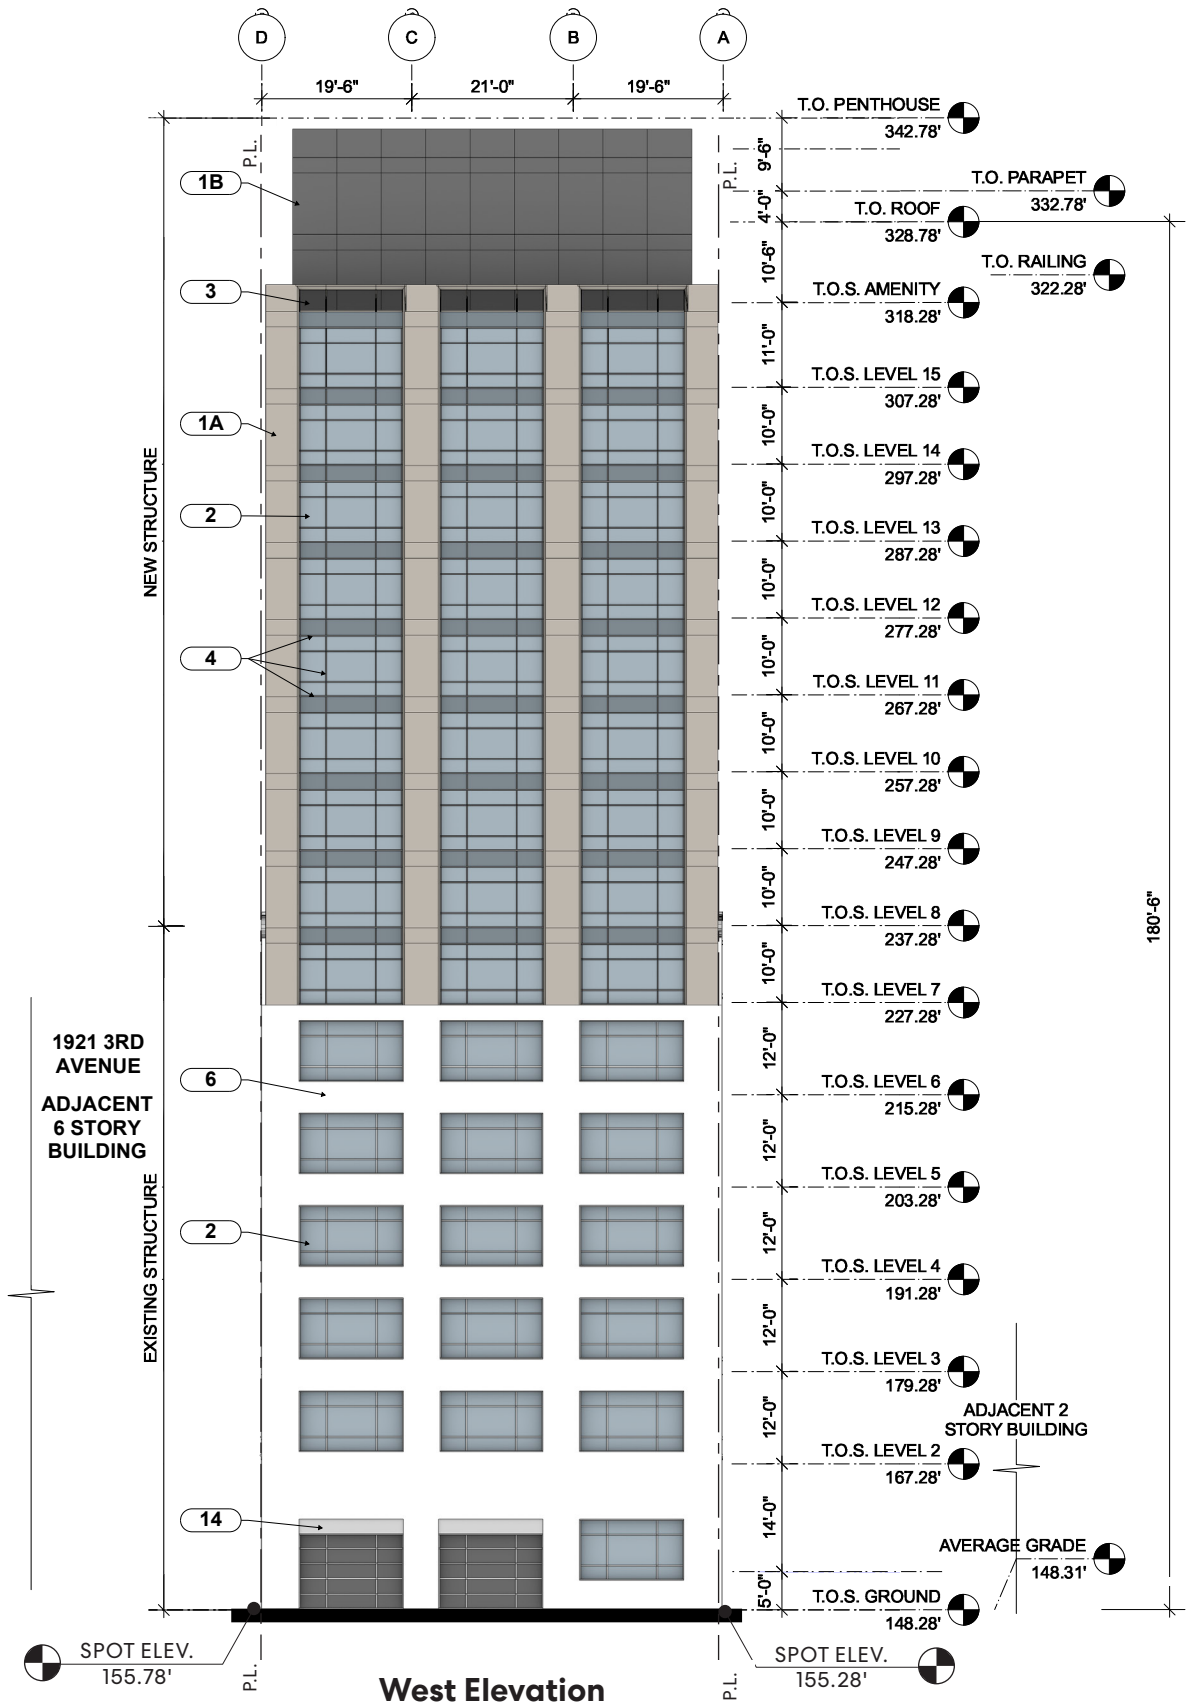 D
C
B
A
19'-6"
21'-0"
19'-6"
T.O. PENTHOUSE
342.78'
P.L.
P.L.
9'-6"
T.O. PARAPET
332.78'
1B
4'-0"
T.O. ROOF
328.78'
10'-6"
T.O. RAILING
322.28'
3
T.O.S. AMENITY
318.28'
11'-0"
T.O.S. LEVEL 15
307.28'
1A
10'-0"
T.O.S. LEVEL 14
297.28'
2
10'-0"
NEW STRUCTURE
T.O.S. LEVEL 13
287.28'
10'-0"
T.O.S. LEVEL 12
277.28'
4
10'-0"
T.O.S. LEVEL 11
267.28'
10'-0"
T.O.S. LEVEL 10
257.28'
10'-0"
T.O.S. LEVEL 9
247.28'
10'-0"
T.O.S. LEVEL 8
237.28'
180'-6"
10'-0"
T.O.S. LEVEL 7
227.28'
1921 3RD
AVENUE
ADJACENT
6 STORY
BUILDING
12'-0"
6
T.O.S. LEVEL 6
215.28'
12'-0"
T.O.S. LEVEL 5
203.28'
2
12'-0"
EXISTING STRUCTURE
T.O.S. LEVEL 4
191.28'
12'-0"
T.O.S. LEVEL 3
179.28'
12'-0"
ADJACENT 2
STORY BUILDING
T.O.S. LEVEL 2
167.28'
14
14'-0"
AVERAGE GRADE
148.31'
5'-0"
T.O.S. GROUND
148.28'
SPOT ELEV.
155.78'
P.L.
West Elevation
P.L.
SPOT ELEV.
155.28'